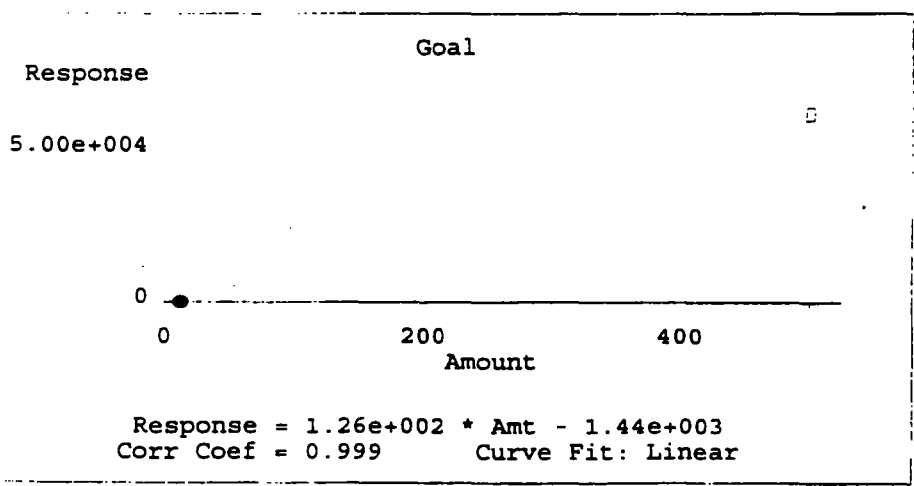 Goal
Response
5.00e+004
0
0 200 400
Amount
Response = 1.26e+002 * Amt - 1.44e+003
Corr Coef = 0.999 Curve Fit: Linear